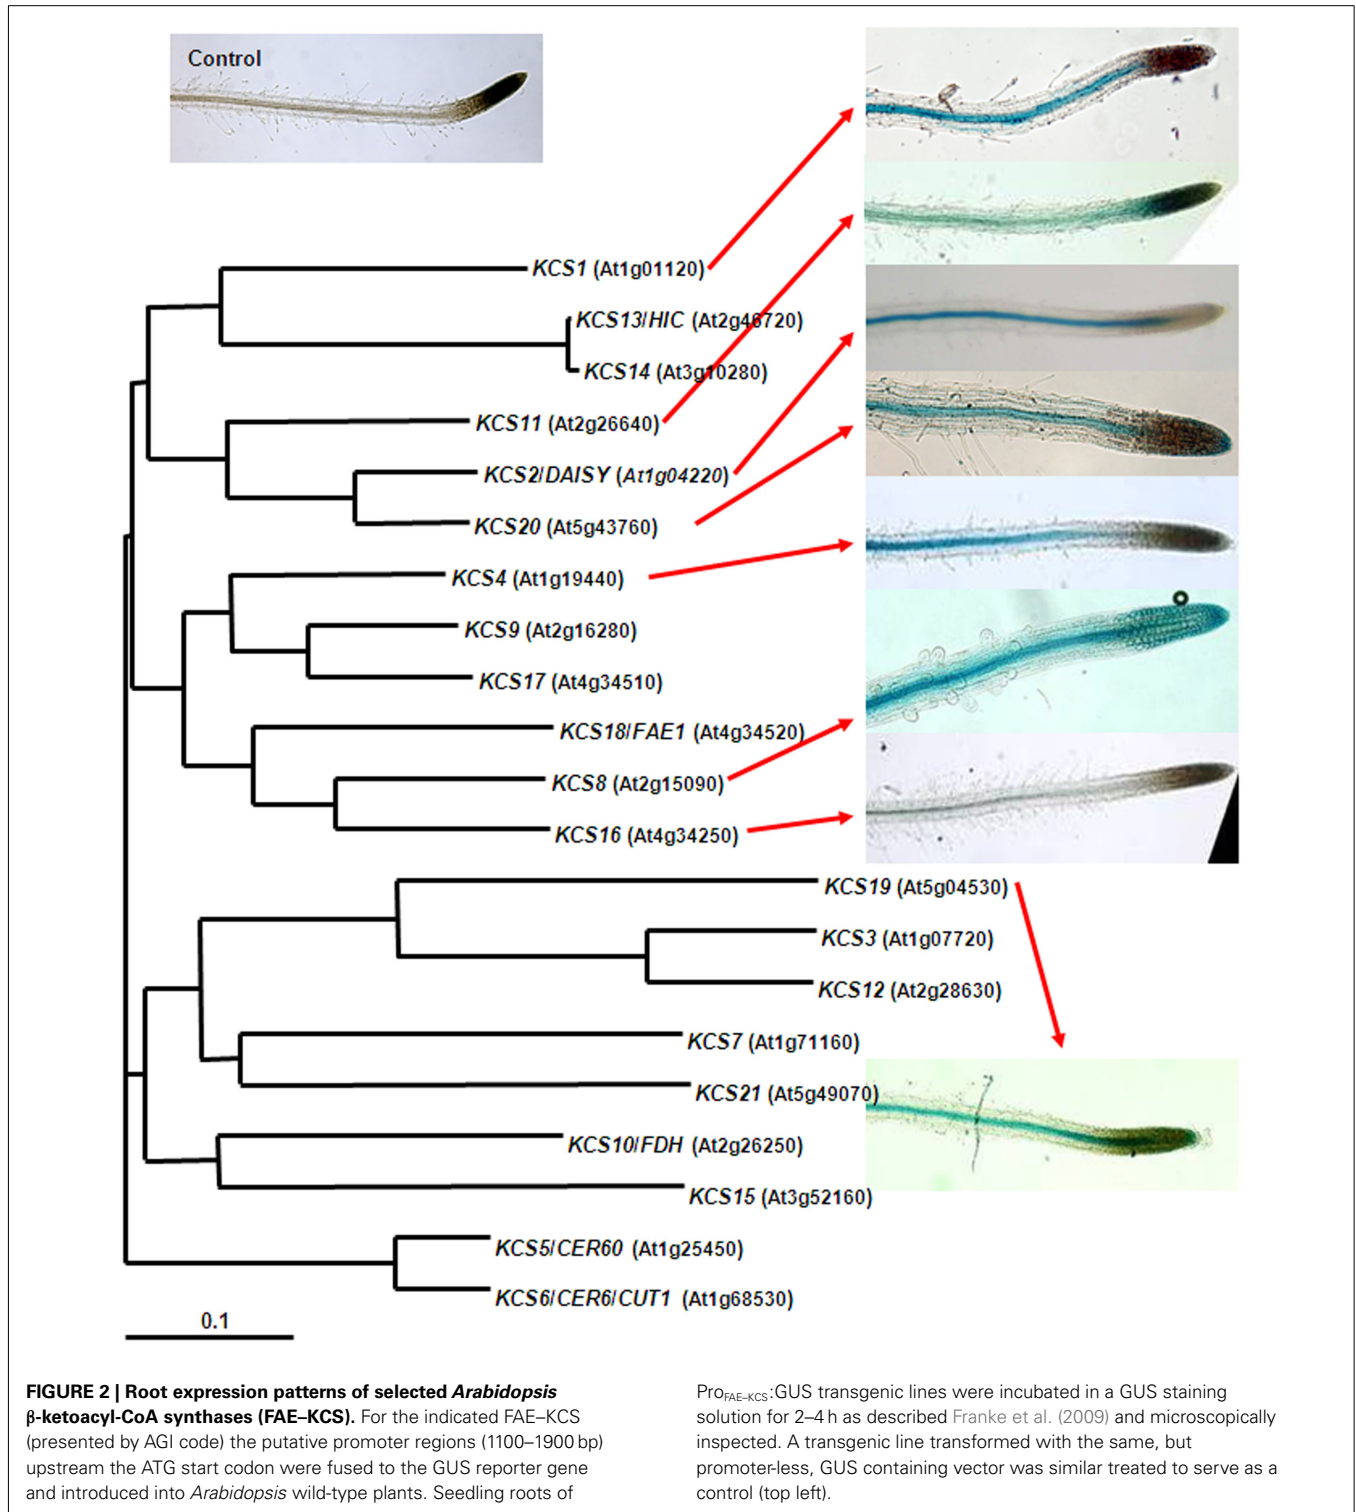 Control
KCS1 (At1g01120)
KCS13/HIC (At2g46720)
KCS14 (At3g10280)
KCS11 (At2g26640)
KCS2/DAISY (At1g04220)
KCS20 (At5g43760)
KCS4 (At1g19440)
KCS9 (At2g16280)
KCS17 (At4g34510)
KCS18/FAE1 (At4g34520)
KCS8 (At2g15090)
KCS16 (At4g34250)
KCS19 (At5g04530)
KCS3 (At1g07720)
KCS12 (At2g28630)
KCS7 (At1g71160)
KCS21 (At5g49070)
KCS10/FDH (At2g26250)
KCS15 (At3g52160)
KCS5/CER60 (At1g25450)
KCS6/CER6/CUT1 (At1g68530)
0.1
FIGURE 2 | Root expression patterns of selected Arabidopsis
β-ketoacyl-CoA synthases (FAE–KCS). For the indicated FAE–KCS
(presented by AGI code) the putative promoter regions (1100–1900 bp)
upstream the ATG start codon were fused to the GUS reporter gene
and introduced into Arabidopsis wild-type plants. Seedling roots of
Pro_FAE–KCS:GUS transgenic lines were incubated in a GUS staining
solution for 2–4 h as described Franke et al. (2009) and microscopically
inspected. A transgenic line transformed with the same, but
promoter-less, GUS containing vector was similar treated to serve as a
control (top left).